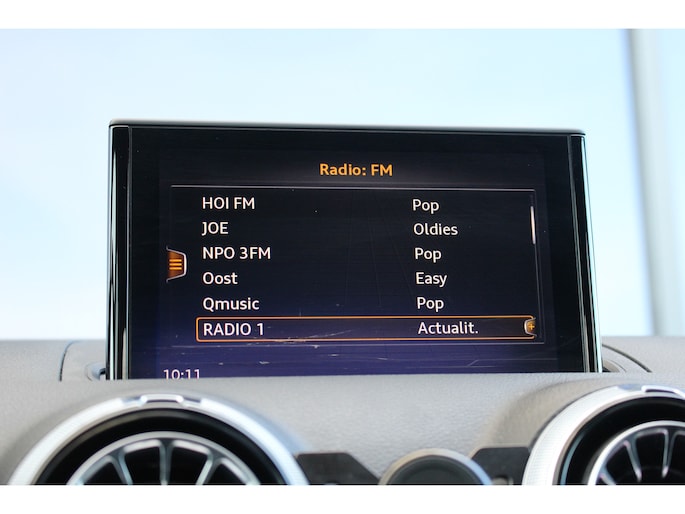 Radio: FM
HOI FM Pop
JOE Oldies
NPO 3FM Pop
Oost Easy
Qmusic Pop
RADIO 1 Actualit.
10:11